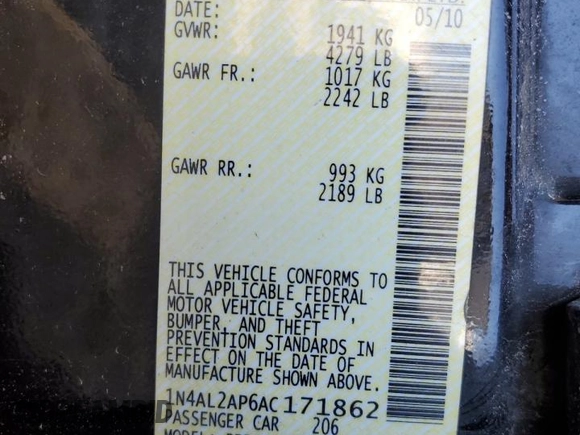 DATE: 05/10
GVWR: 1941 KG
4279 LB
GAWR FR.: 1017 KG
2242 LB
GAWR RR.: 993 KG
2189 LB
THIS VEHICLE CONFORMS TO
ALL APPLICABLE FEDERAL
MOTOR VEHICLE SAFETY,
BUMPER, AND THEFT
PREVENTION STANDARDS IN
EFFECT ON THE DATE OF
MANUFACTURE SHOWN ABOVE.
1N4AL2AP6AC171862
PASSENGER CAR 206